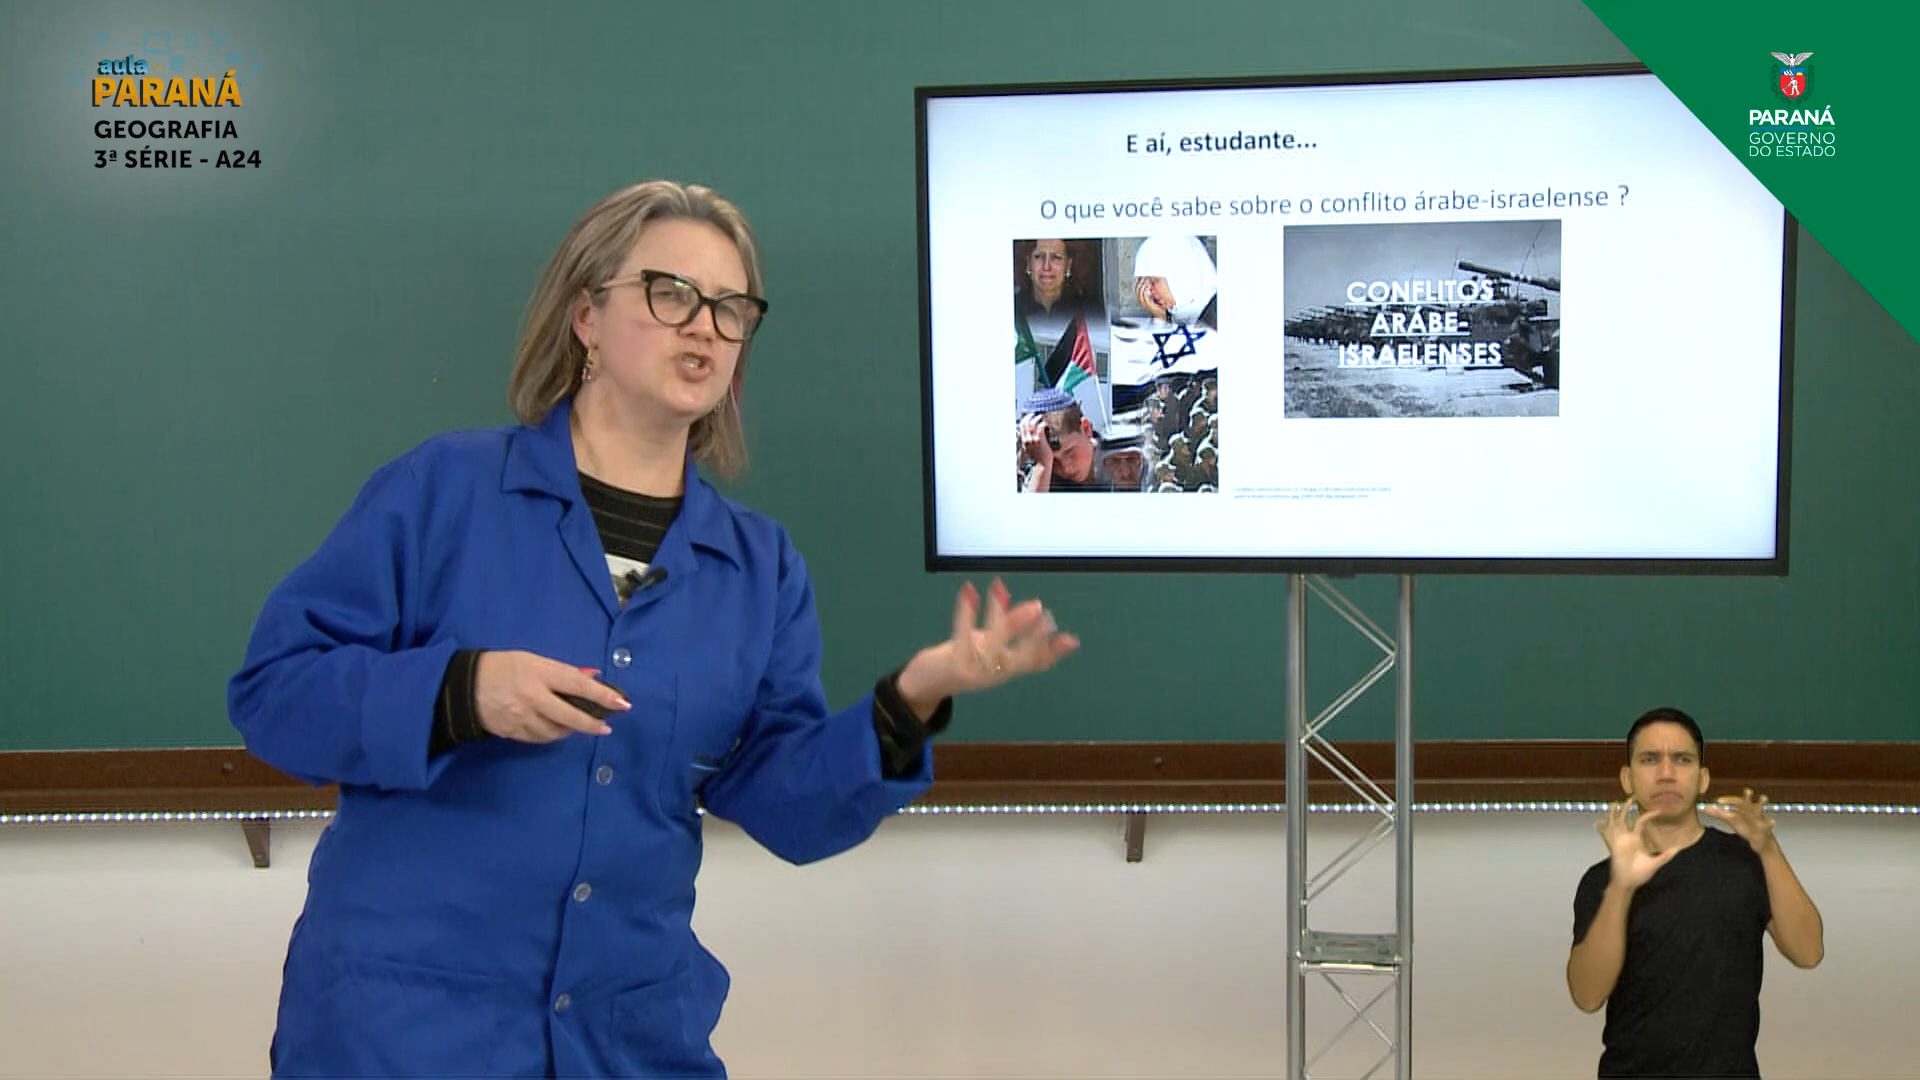 aula
PARANÁ
GEOGRAFIA
3ª SÉRIE - A24
PARANÁ
GOVERNO
DO ESTADO
E aí, estudante...
O que você sabe sobre o conflito árabe-israelense ?
CONFLITOS
ÁRÁBE-
ISRAELENSES